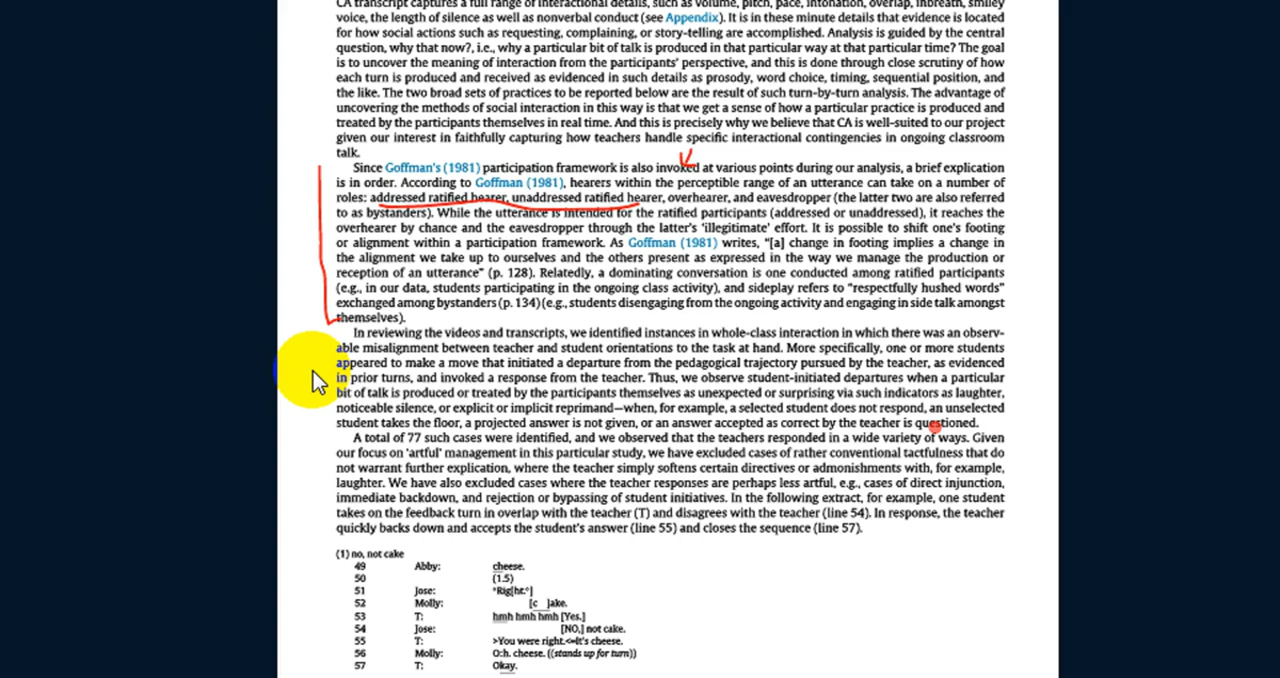 CA transcript captures a full range of interactional details, such as volume, pitch, pace, intonation, overlap, inbreath, smiley
voice, the length of silence as well as nonverbal conduct (see Appendix). It is in these minute details that evidence is located
for how social actions such as requesting, complaining, or story-telling are accomplished. Analysis is guided by the central
question, why that now?, i.e., why a particular bit of talk is produced in that particular way at that particular time? The goal
is to uncover the meaning of interaction from the participants' perspective, and this is done through close scrutiny of how
each turn is produced and received as evidenced in such details as prosody, word choice, timing, sequential position, and
the like. The two broad sets of practices to be reported below are the result of such turn-by-turn analysis. The advantage of
uncovering the methods of social interaction in this way is that we get a sense of how a particular practice is produced and
treated by the participants themselves in real time. And this is precisely why we believe that CA is well-suited to our project
given our interest in faithfully capturing how teachers handle specific interactional contingencies in ongoing classroom
talk.
Since Goffman's (1981) participation framework is also invoked at various points during our analysis, a brief explication
is in order. According to Goffman (1981), hearers within the perceptible range of an utterance can take on a number of
roles: addressed ratified hearer, unaddressed ratified hearer, overhearer, and eavesdropper (the latter two are also referred
to as bystanders). While the utterance is intended for the ratified participants (addressed or unaddressed), it reaches the
overhearer by chance and the eavesdropper through the latter's 'illegitimate' effort. It is possible to shift one's footing
or alignment within a participation framework. As Goffman (1981) writes, "[a] change in footing implies a change in
the alignment we take up to ourselves and the others present as expressed in the way we manage the production or
reception of an utterance" (p. 128). Relatedly, a dominating conversation is one conducted among ratified participants
(e.g., in our data, students participating in the ongoing class activity), and sideplay refers to "respectfully hushed words"
exchanged among bystanders (p. 134) (e.g., students disengaging from the ongoing activity and engaging in side talk amongst
themselves).
In reviewing the videos and transcripts, we identified instances in whole-class interaction in which there was an observ-
able misalignment between teacher and student orientations to the task at hand. More specifically, one or more students
appeared to make a move that initiated a departure from the pedagogical trajectory pursued by the teacher, as evidenced
in prior turns, and invoked a response from the teacher. Thus, we observe student-initiated departures when a particular
bit of talk is produced or treated by the participants themselves as unexpected or surprising via such indicators as laughter,
noticeable silence, or explicit or implicit reprimand—when, for example, a selected student does not respond, an unselected
student takes the floor, a projected answer is not given, or an answer accepted as correct by the teacher is questioned.
A total of 77 such cases were identified, and we observed that the teachers responded in a wide variety of ways. Given
our focus on 'artful' management in this particular study, we have excluded cases of rather conventional tactfulness that do
not warrant further explication, where the teacher simply softens certain directives or admonishments with, for example,
laughter. We have also excluded cases where the teacher responses are perhaps less artful, e.g., cases of direct injunction,
immediate backdown, and rejection or bypassing of student initiatives. In the following extract, for example, one student
takes on the feedback turn in overlap with the teacher (T) and disagrees with the teacher (line 54). In response, the teacher
quickly backs down and accepts the student's answer (line 55) and closes the sequence (line 57).
(1) no, not cake
49 Abby: cheese.
50 (1.5)
51 Jose: °Rig[ht.°]
52 Molly: [c ]ake.
53 T: hmh hmh hmh [Yes.]
54 Jose: [NO,] not cake.
55 T: >You were right.<=It's cheese.
56 Molly: O:h. cheese. ((stands up for turn))
57 T: Okay.